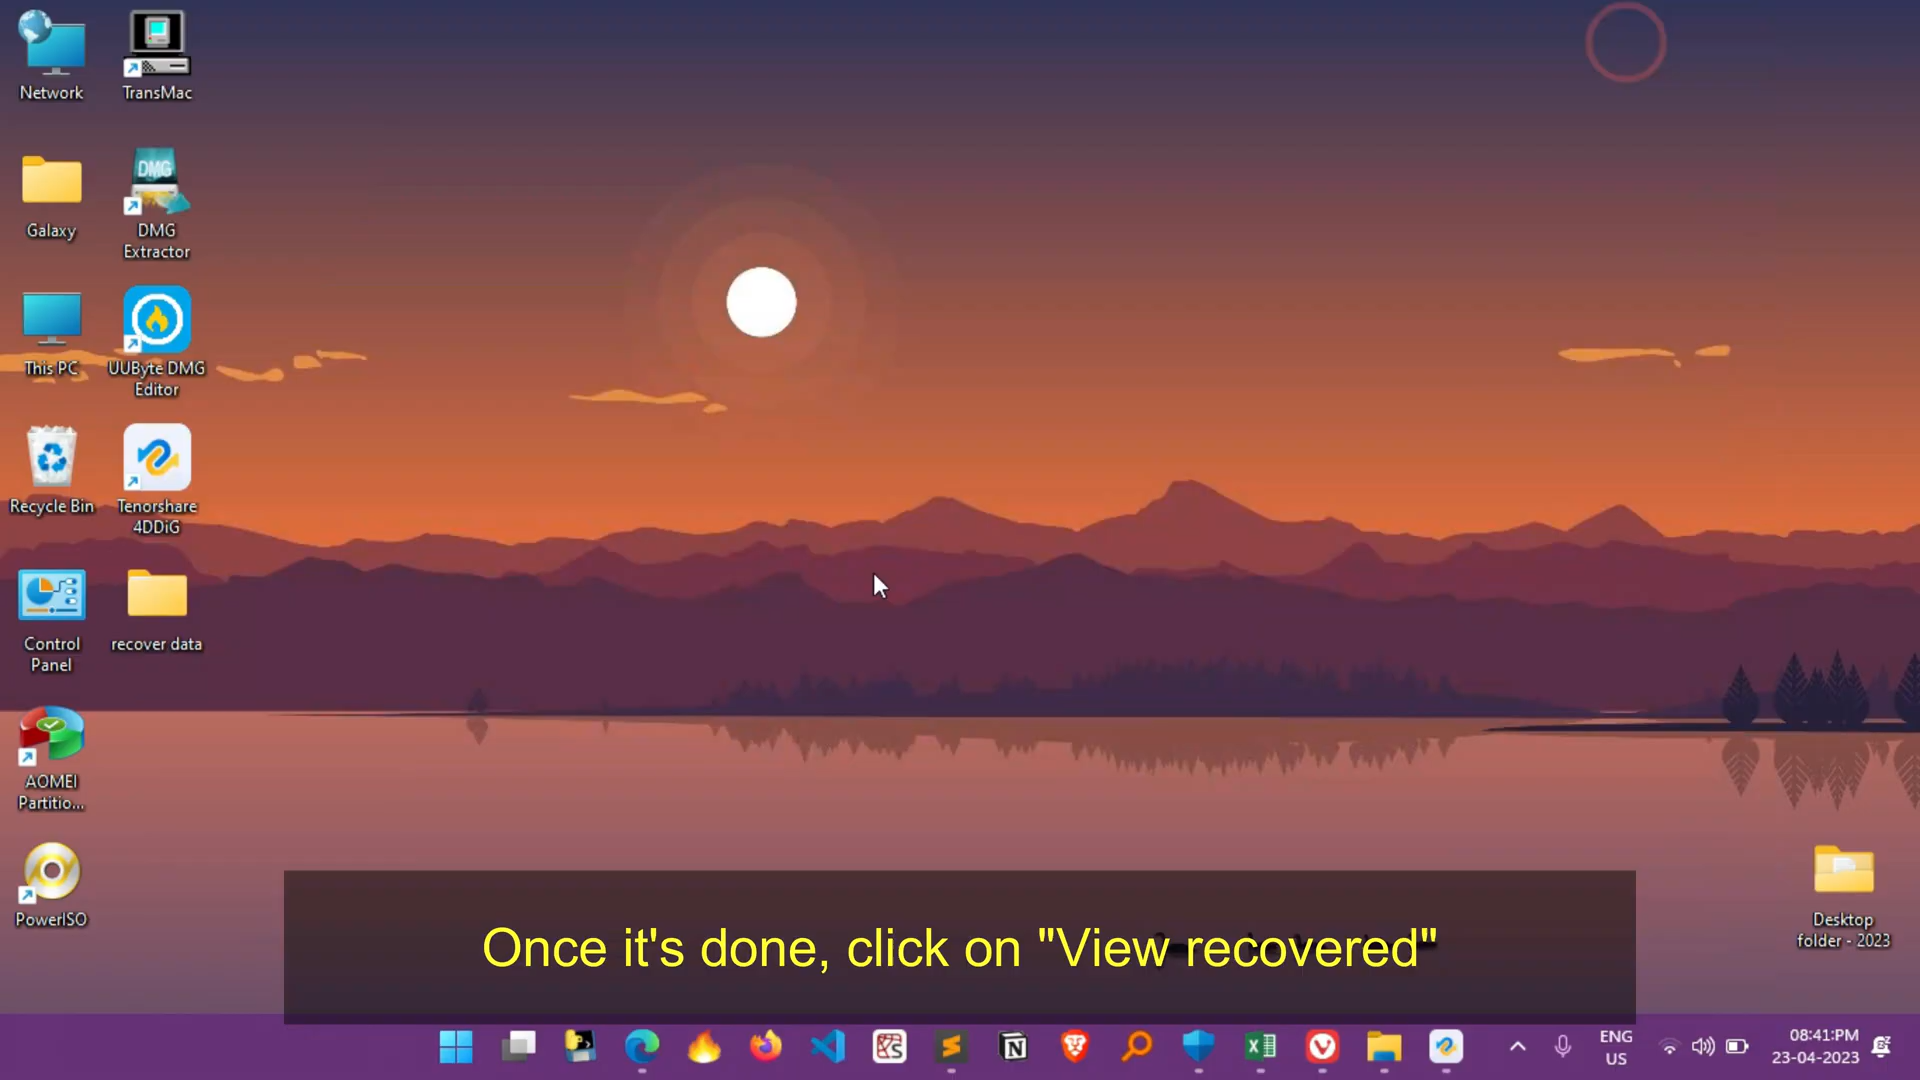 Network
TransMac
Galaxy
DMG
DMG
Extractor
This PC
UUByte DMG
Editor
Recycle Bin
Tenorshare
4DDiG
Control
Panel
recover data
AOMEI
Partitio...
PowerISO
Desktop
folder - 2023
Once it's done, click on "View recovered"
ENG
US
08:41:PM
23-04-2023